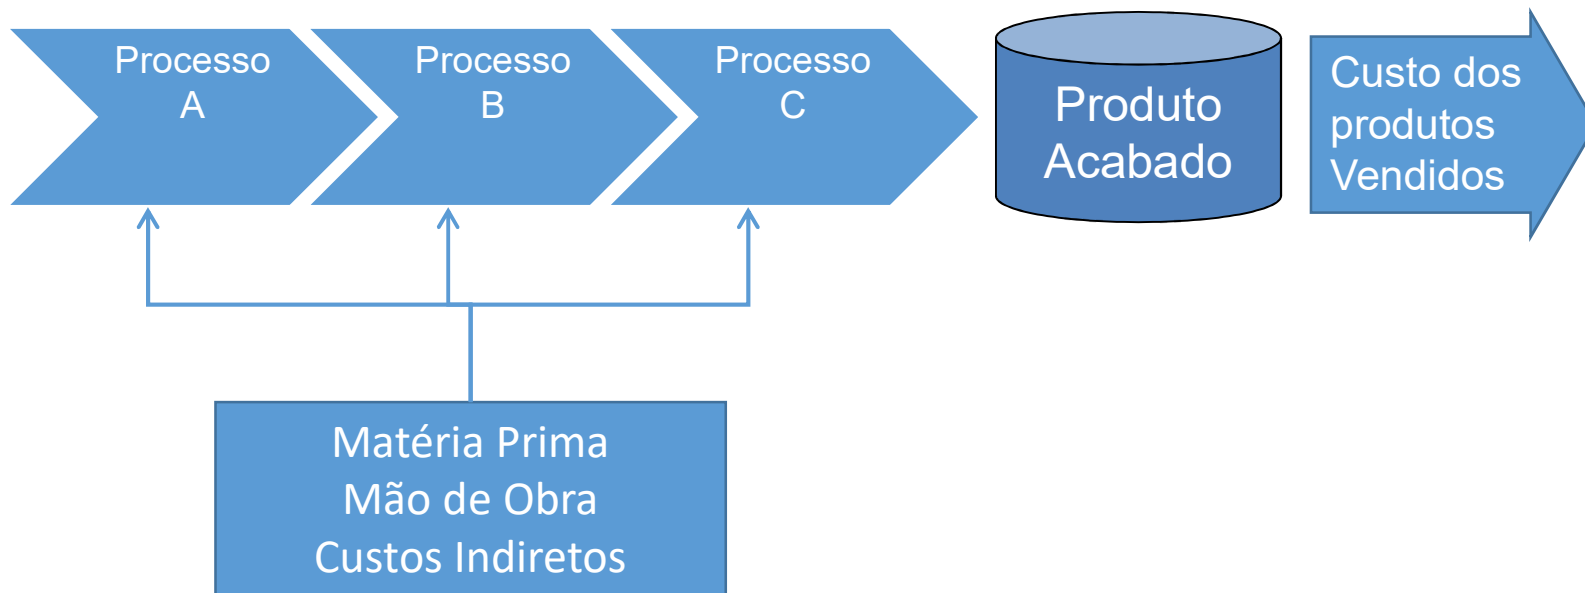 Processo
A
Processo
B
Processo
C
Produto
Acabado
Custo dos
produtos
Vendidos
Matéria Prima
Mão de Obra
Custos Indiretos